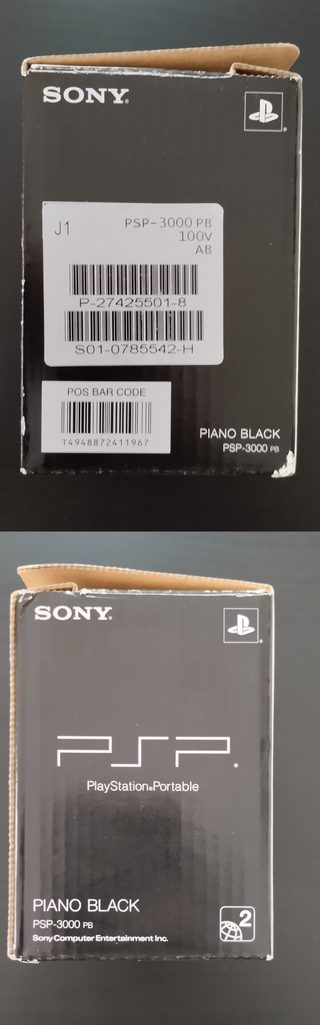 SONY®
J1
PSP-3000 PB
100V
AB
P-27425501-8
S01-0785542-H
POS BAR CODE
T4948872411967
PIANO BLACK
PSP-3000 PB
SONY®
PSP®
PlayStation®Portable
PIANO BLACK
PSP-3000 PB
Sony Computer Entertainment Inc.
2